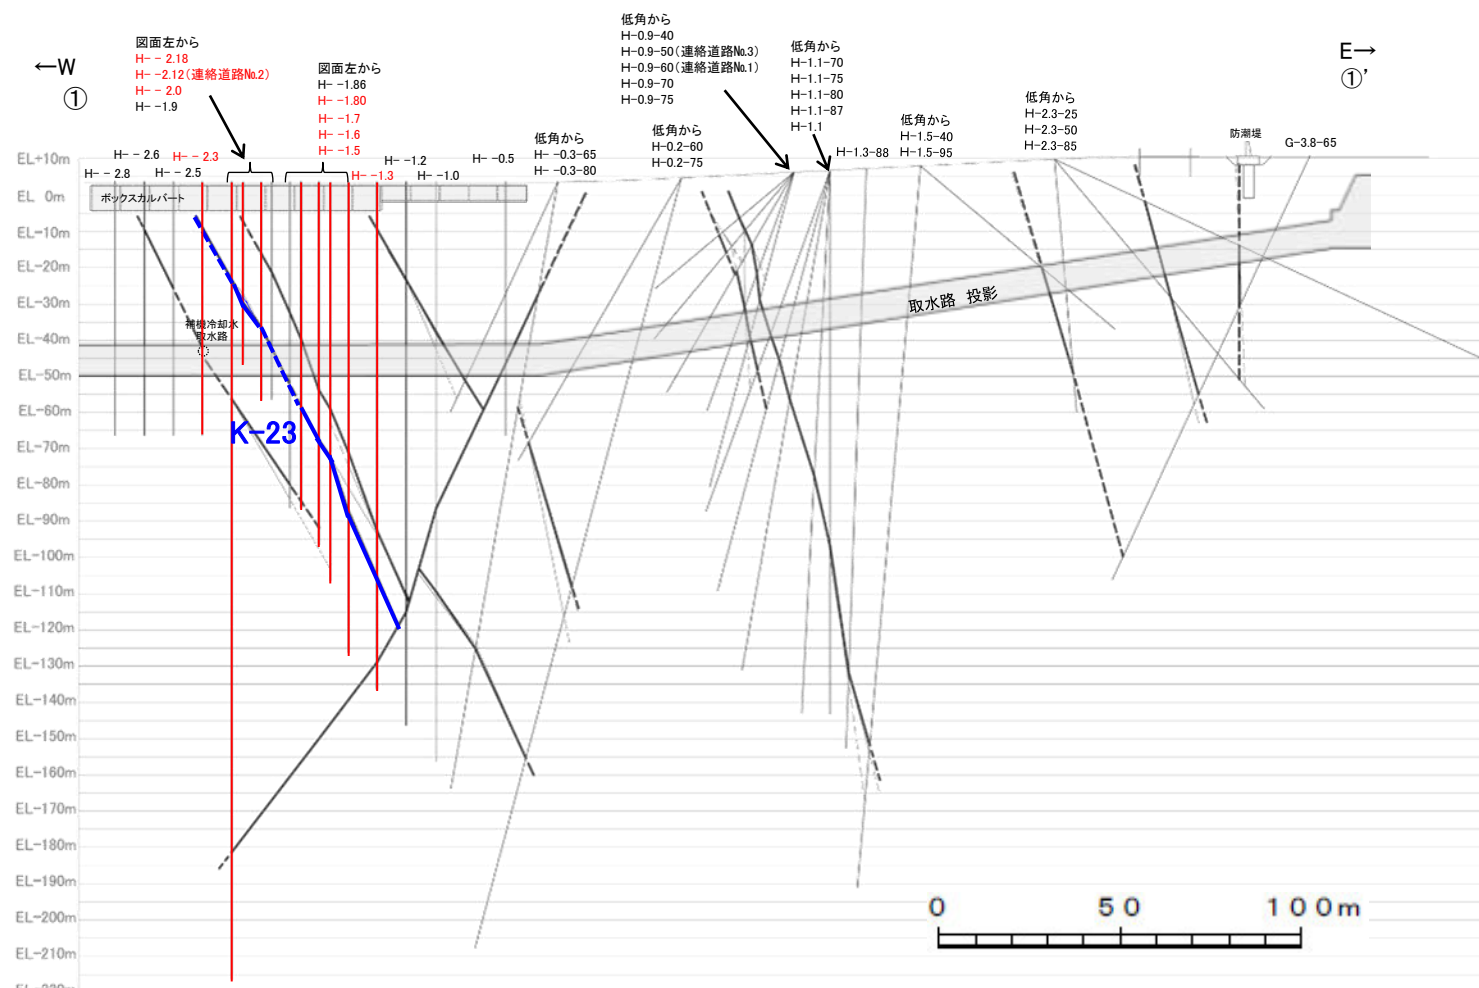 ←W
①
図面左から
H- - 2.18
H- -2.12(連絡道路No.2)
H- - 2.0
H- -1.9
図面左から
H- -1.86
H- -1.80
H- -1.7
H- -1.6
H- -1.5
低角から
H-0.9-40
H-0.9-50(連絡道路No.3)
H-0.9-60(連絡道路No.1)
H-0.9-70
H-0.9-75
低角から
H-1.1-70
H-1.1-75
H-1.1-80
H-1.1-87
H-1.1
E→
①'
低角から
H-2.3-25
H-2.3-50
H-2.3-85
低角から
H-1.5-40
H-1.5-95
低角から
H- -0.3-65
H- -0.3-80
低角から
H-0.2-60
H-0.2-75
H-1.3-88
防潮堤
G-3.8-65
H- - 2.8
H- - 2.6
H- - 2.5
H- - 2.3
H- -1.3
H- -1.2
H- -1.0
H- -0.5
ボックスカルバート
補機冷却水
取水路
取水路 投影
K-23
EL+10m
EL 0m
EL-10m
EL-20m
EL-30m
EL-40m
EL-50m
EL-60m
EL-70m
EL-80m
EL-90m
EL-100m
EL-110m
EL-120m
EL-130m
EL-140m
EL-150m
EL-160m
EL-170m
EL-180m
EL-190m
EL-200m
EL-210m
0 50 100m